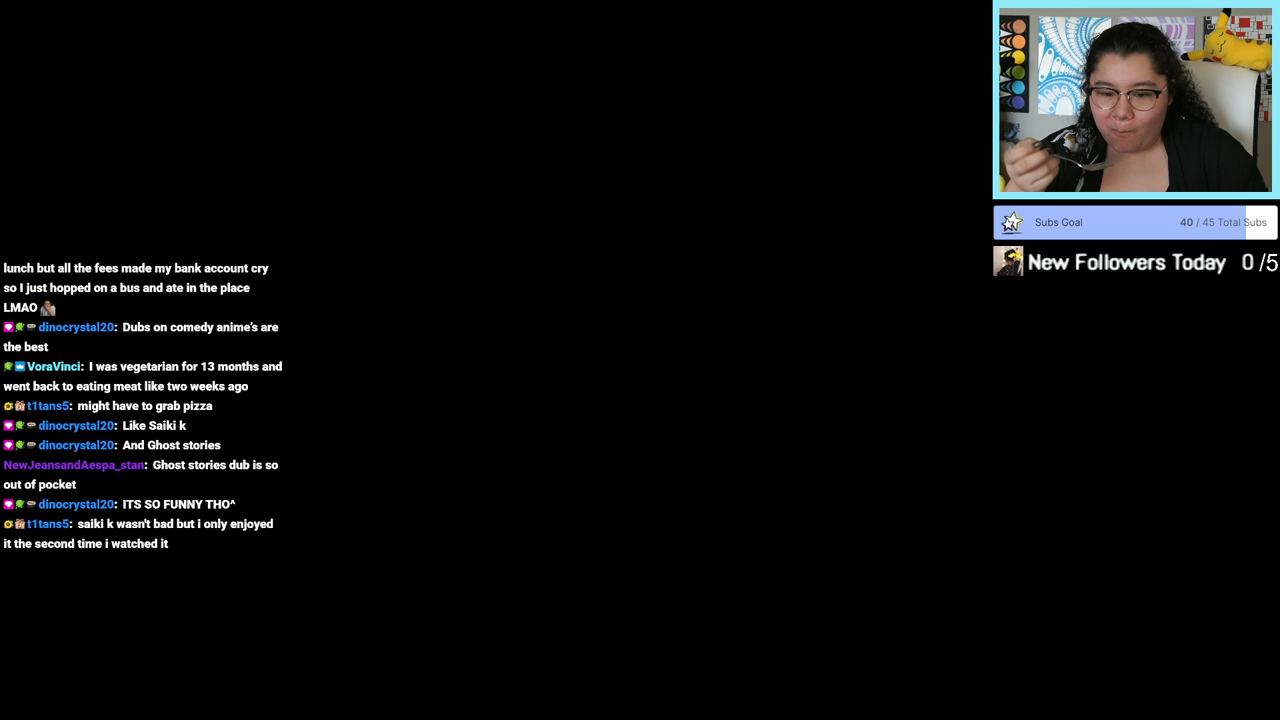 lunch but all the fees made my bank account cry
so I just hopped on a bus and ate in the place
LMAO
dinocrystal20: Dubs on comedy anime's are
the best
VoraVinci: I was vegetarian for 13 months and
went back to eating meat like two weeks ago
t1tans5: might have to grab pizza
dinocrystal20: Like Saiki k
dinocrystal20: And Ghost stories
NewJeansandAespa_stan: Ghost stories dub is so
out of pocket
dinocrystal20: ITS SO FUNNY THO^
t1tans5: saiki k wasn't bad but i only enjoyed
it the second time i watched it
Subs Goal 40 / 45 Total Subs
New Followers Today 0 /5